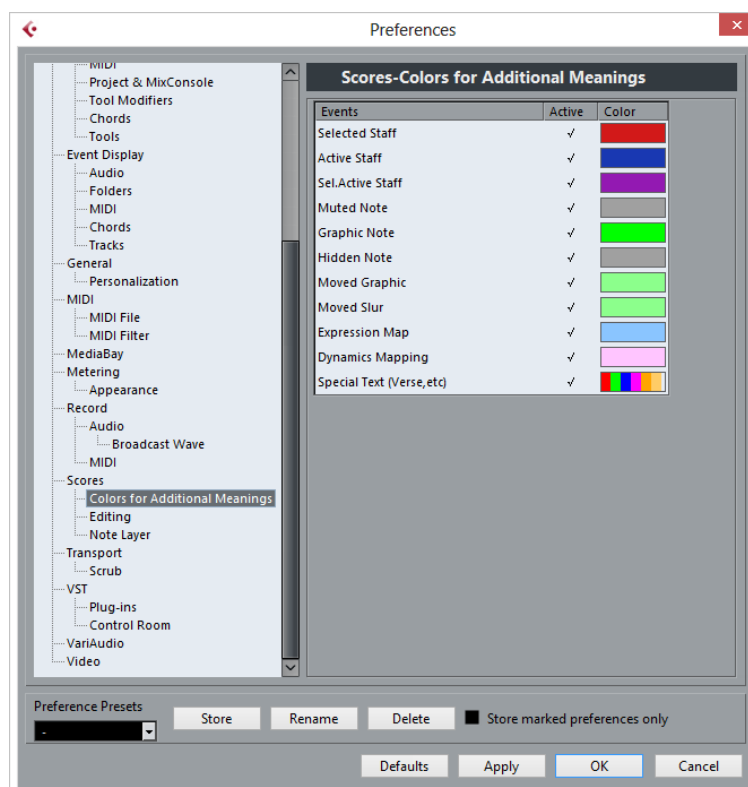 Preferences
MIDI
Project & MixConsole
Tool Modifiers
Chords
Tools
Event Display
Audio
Folders
MIDI
Chords
Tracks
General
Personalization
MIDI
MIDI File
MIDI Filter
MediaBay
Metering
Appearance
Record
Audio
Broadcast Wave
MIDI
Scores
Colors for Additional Meanings
Editing
Note Layer
Transport
Scrub
VST
Plug-ins
Control Room
VariAudio
Video
Scores-Colors for Additional Meanings
Events Active Color
Selected Staff
Active Staff
Sel.Active Staff
Muted Note
Graphic Note
Hidden Note
Moved Graphic
Moved Slur
Expression Map
Dynamics Mapping
Special Text (Verse,etc)
Preference Presets
-
Store Rename Delete Store marked preferences only
Defaults Apply OK Cancel